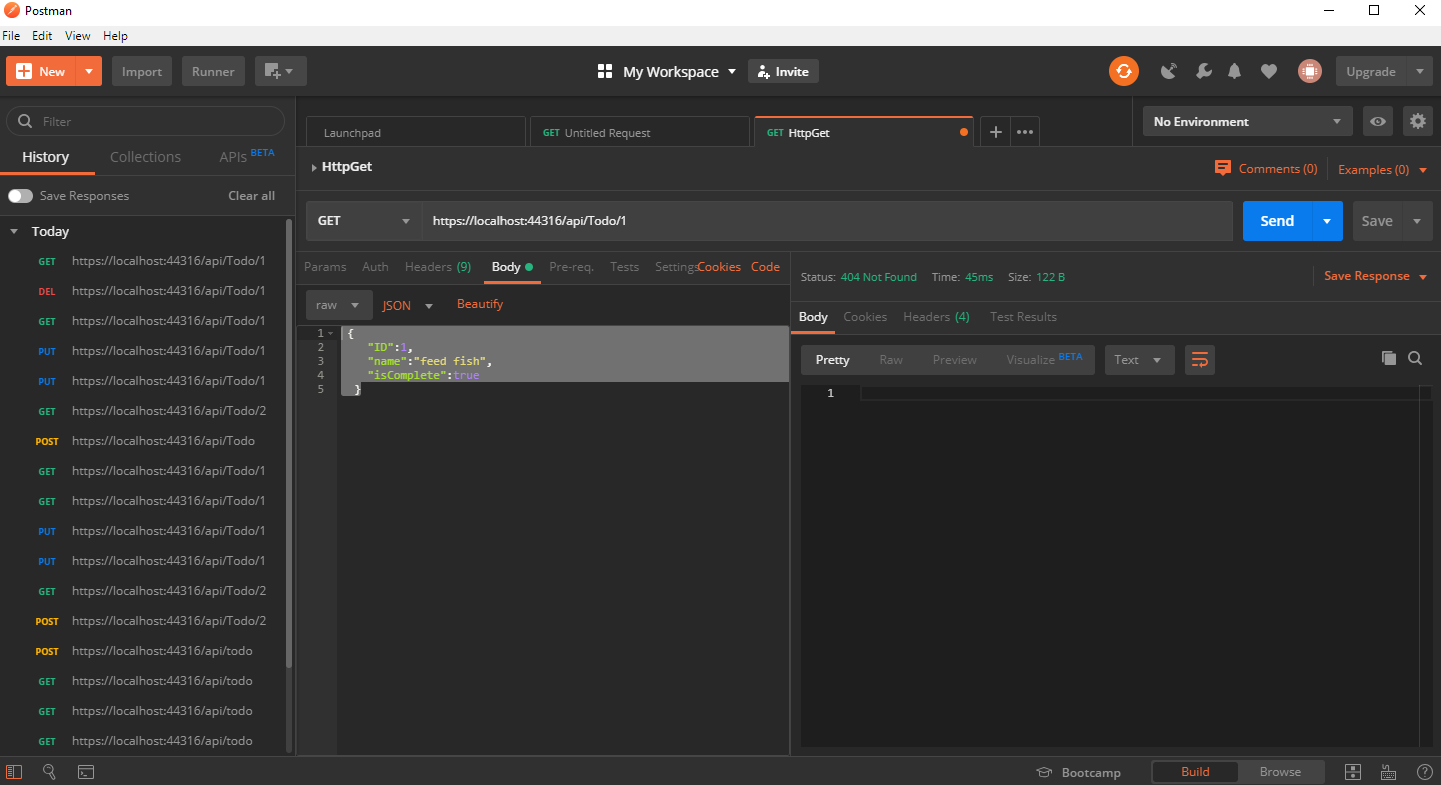 Postman
File Edit View Help
New Import Runner My Workspace Invite Upgrade
Filter
History Collections APIs BETA
Save Responses Clear all
Today
GET https://localhost:44316/api/Todo/1
DEL https://localhost:44316/api/Todo/1
GET https://localhost:44316/api/Todo/1
PUT https://localhost:44316/api/Todo/1
PUT https://localhost:44316/api/Todo/1
GET https://localhost:44316/api/Todo/2
POST https://localhost:44316/api/Todo
GET https://localhost:44316/api/Todo/1
GET https://localhost:44316/api/Todo/1
PUT https://localhost:44316/api/Todo/1
PUT https://localhost:44316/api/Todo/1
GET https://localhost:44316/api/Todo/2
POST https://localhost:44316/api/Todo/2
POST https://localhost:44316/api/todo
GET https://localhost:44316/api/todo
GET https://localhost:44316/api/todo
GET https://localhost:44316/api/todo
Launchpad GET Untitled Request GET HttpGet No Environment
HttpGet Comments (0) Examples (0)
GET https://localhost:44316/api/Todo/1 Send Save
Params Auth Headers (9) Body Pre-req. Tests Settings Cookies Code
raw JSON Beautify
1 {
2 "ID":1,
3 "name":"feed fish",
4 "isComplete":true
5 }
Status: 404 Not Found Time: 45ms Size: 122 B Save Response
Body Cookies Headers (4) Test Results
Pretty Raw Preview Visualize BETA Text
1
Bootcamp Build Browse